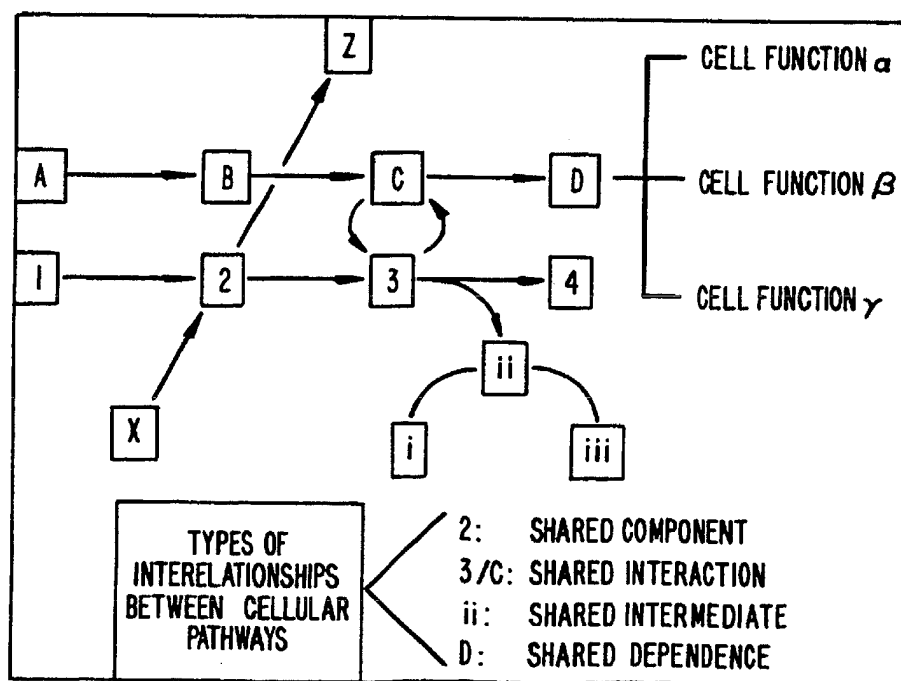 Z
CELL FUNCTION α
A
B
C
D
CELL FUNCTION β
1
2
3
4
CELL FUNCTION γ
ii
X
i
iii
TYPES OF
INTERELATIONSHIPS
BETWEEN CELLULAR
PATHWAYS
2: SHARED COMPONENT
3/C: SHARED INTERACTION
ii: SHARED INTERMEDIATE
D: SHARED DEPENDENCE